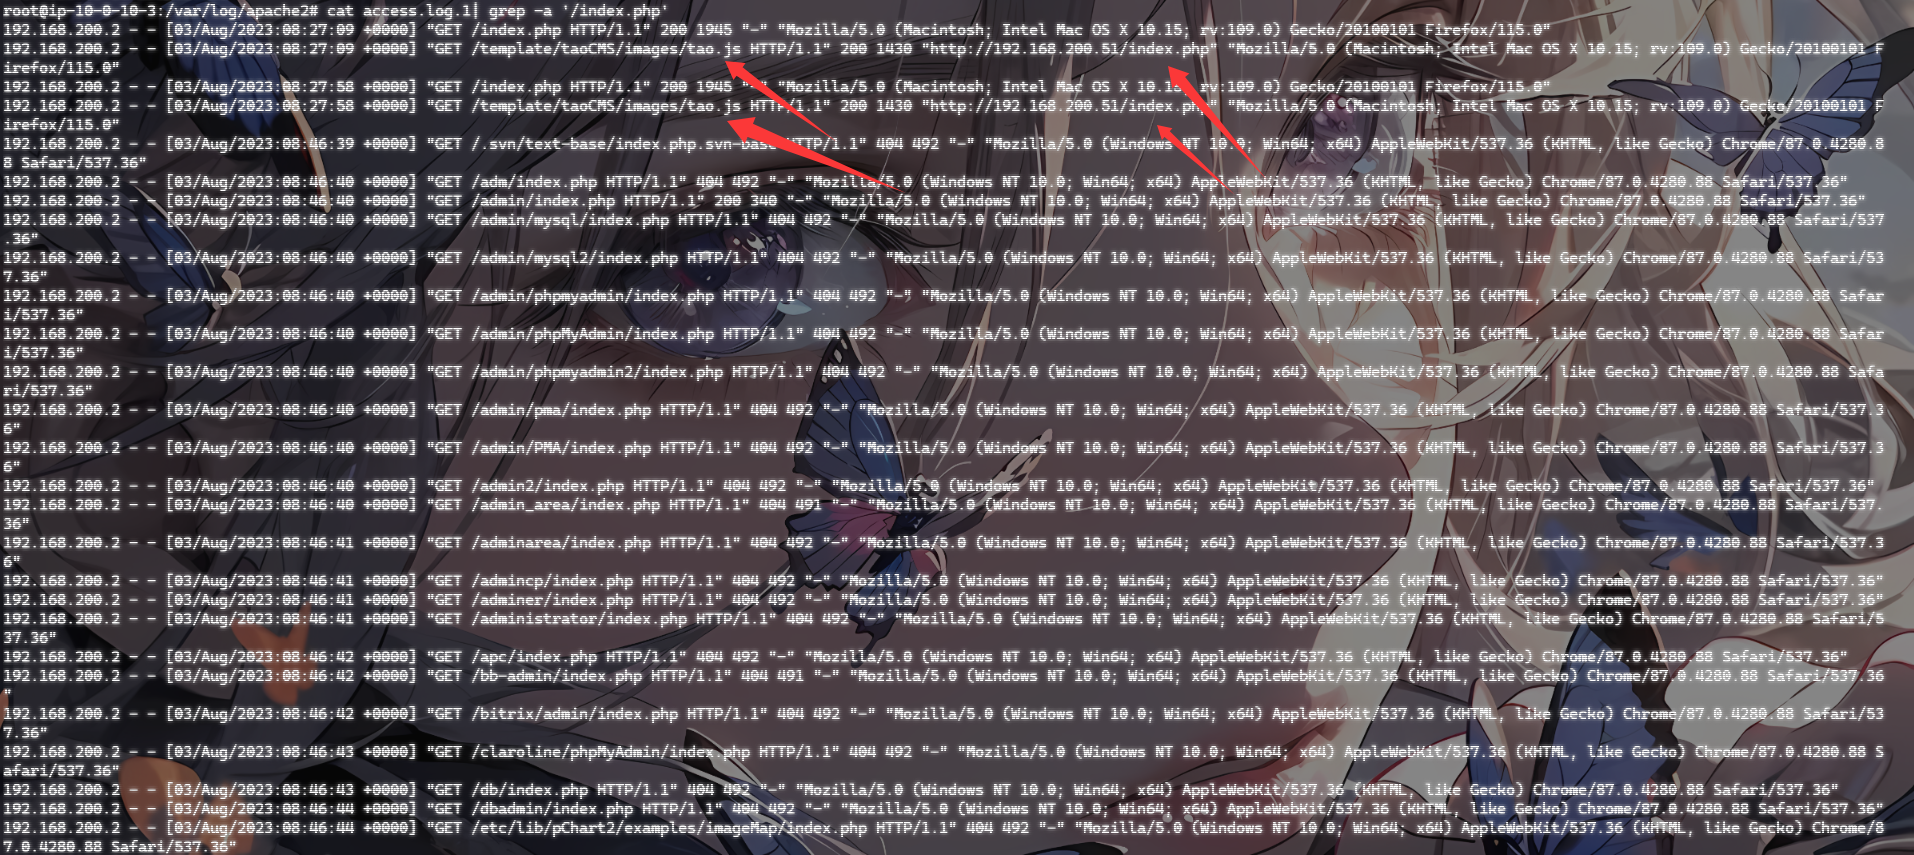 root@ip-10-0-10-3:/var/log/apache2# cat access.log.1| grep -a '/index.php'
192.168.200.2 - - [03/Aug/2023:08:27:09 +0000] "GET /index.php HTTP/1.1" 200 1945 "-" "Mozilla/5.0 (Macintosh; Intel Mac OS X 10.15; rv:109.0) Gecko/20100101 Firefox/115.0"
192.168.200.2 - - [03/Aug/2023:08:27:09 +0000] "GET /template/taoCMS/images/tao.js HTTP/1.1" 200 1430 "http://192.168.200.51/index.php" "Mozilla/5.0 (Macintosh; Intel Mac OS X 10.15; rv:109.0) Gecko/20100101 F
irefox/115.0"
192.168.200.2 - - [03/Aug/2023:08:27:58 +0000] "GET /index.php HTTP/1.1" 200 1945 "-" "Mozilla/5.0 (Macintosh; Intel Mac OS X 10.15; rv:109.0) Gecko/20100101 Firefox/115.0"
192.168.200.2 - - [03/Aug/2023:08:27:58 +0000] "GET /template/taoCMS/images/tao.js HTTP/1.1" 200 1430 "http://192.168.200.51/index.php" "Mozilla/5.0 (Macintosh; Intel Mac OS X 10.15; rv:109.0) Gecko/20100101 F
irefox/115.0"
192.168.200.2 - - [03/Aug/2023:08:46:39 +0000] "GET /.svn/text-base/index.php.svn-base HTTP/1.1" 404 492 "-" "Mozilla/5.0 (Windows NT 10.0; Win64; x64) AppleWebKit/537.36 (KHTML, like Gecko) Chrome/87.0.4280.8
8 Safari/537.36"
192.168.200.2 - - [03/Aug/2023:08:46:40 +0000] "GET /adm/index.php HTTP/1.1" 404 492 "-" "Mozilla/5.0 (Windows NT 10.0; Win64; x64) AppleWebKit/537.36 (KHTML, like Gecko) Chrome/87.0.4280.88 Safari/537.36"
192.168.200.2 - - [03/Aug/2023:08:46:40 +0000] "GET /admin/index.php HTTP/1.1" 200 340 "-" "Mozilla/5.0 (Windows NT 10.0; Win64; x64) AppleWebKit/537.36 (KHTML, like Gecko) Chrome/87.0.4280.88 Safari/537.36"
192.168.200.2 - - [03/Aug/2023:08:46:40 +0000] "GET /admin/mysql/index.php HTTP/1.1" 404 492 "-" "Mozilla/5.0 (Windows NT 10.0; Win64; x64) AppleWebKit/537.36 (KHTML, like Gecko) Chrome/87.0.4280.88 Safari/537
.36"
192.168.200.2 - - [03/Aug/2023:08:46:40 +0000] "GET /admin/mysql2/index.php HTTP/1.1" 404 492 "-" "Mozilla/5.0 (Windows NT 10.0; Win64; x64) AppleWebKit/537.36 (KHTML, like Gecko) Chrome/87.0.4280.88 Safari/53
7.36"
192.168.200.2 - - [03/Aug/2023:08:46:40 +0000] "GET /admin/phpmyadmin/index.php HTTP/1.1" 404 492 "-" "Mozilla/5.0 (Windows NT 10.0; Win64; x64) AppleWebKit/537.36 (KHTML, like Gecko) Chrome/87.0.4280.88 Safar
i/537.36"
192.168.200.2 - - [03/Aug/2023:08:46:40 +0000] "GET /admin/phpMyAdmin/index.php HTTP/1.1" 404 492 "-" "Mozilla/5.0 (Windows NT 10.0; Win64; x64) AppleWebKit/537.36 (KHTML, like Gecko) Chrome/87.0.4280.88 Safar
i/537.36"
192.168.200.2 - - [03/Aug/2023:08:46:40 +0000] "GET /admin/phpmyadmin2/index.php HTTP/1.1" 404 492 "-" "Mozilla/5.0 (Windows NT 10.0; Win64; x64) AppleWebKit/537.36 (KHTML, like Gecko) Chrome/87.0.4280.88 Safa
ri/537.36"
192.168.200.2 - - [03/Aug/2023:08:46:40 +0000] "GET /admin/pma/index.php HTTP/1.1" 404 492 "-" "Mozilla/5.0 (Windows NT 10.0; Win64; x64) AppleWebKit/537.36 (KHTML, like Gecko) Chrome/87.0.4280.88 Safari/537.3
6"
192.168.200.2 - - [03/Aug/2023:08:46:40 +0000] "GET /admin/PMA/index.php HTTP/1.1" 404 492 "-" "Mozilla/5.0 (Windows NT 10.0; Win64; x64) AppleWebKit/537.36 (KHTML, like Gecko) Chrome/87.0.4280.88 Safari/537.3
6"
192.168.200.2 - - [03/Aug/2023:08:46:40 +0000] "GET /admin2/index.php HTTP/1.1" 404 492 "-" "Mozilla/5.0 (Windows NT 10.0; Win64; x64) AppleWebKit/537.36 (KHTML, like Gecko) Chrome/87.0.4280.88 Safari/537.36"
192.168.200.2 - - [03/Aug/2023:08:46:40 +0000] "GET /admin_area/index.php HTTP/1.1" 404 491 "-" "Mozilla/5.0 (Windows NT 10.0; Win64; x64) AppleWebKit/537.36 (KHTML, like Gecko) Chrome/87.0.4280.88 Safari/537.
36"
192.168.200.2 - - [03/Aug/2023:08:46:41 +0000] "GET /adminarea/index.php HTTP/1.1" 404 492 "-" "Mozilla/5.0 (Windows NT 10.0; Win64; x64) AppleWebKit/537.36 (KHTML, like Gecko) Chrome/87.0.4280.88 Safari/537.3
6"
192.168.200.2 - - [03/Aug/2023:08:46:41 +0000] "GET /admincp/index.php HTTP/1.1" 404 492 "-" "Mozilla/5.0 (Windows NT 10.0; Win64; x64) AppleWebKit/537.36 (KHTML, like Gecko) Chrome/87.0.4280.88 Safari/537.36"
192.168.200.2 - - [03/Aug/2023:08:46:41 +0000] "GET /adminer/index.php HTTP/1.1" 404 492 "-" "Mozilla/5.0 (Windows NT 10.0; Win64; x64) AppleWebKit/537.36 (KHTML, like Gecko) Chrome/87.0.4280.88 Safari/537.36"
192.168.200.2 - - [03/Aug/2023:08:46:41 +0000] "GET /administrator/index.php HTTP/1.1" 404 492 "-" "Mozilla/5.0 (Windows NT 10.0; Win64; x64) AppleWebKit/537.36 (KHTML, like Gecko) Chrome/87.0.4280.88 Safari/5
37.36"
192.168.200.2 - - [03/Aug/2023:08:46:42 +0000] "GET /apc/index.php HTTP/1.1" 404 492 "-" "Mozilla/5.0 (Windows NT 10.0; Win64; x64) AppleWebKit/537.36 (KHTML, like Gecko) Chrome/87.0.4280.88 Safari/537.36"
192.168.200.2 - - [03/Aug/2023:08:46:42 +0000] "GET /bb-admin/index.php HTTP/1.1" 404 491 "-" "Mozilla/5.0 (Windows NT 10.0; Win64; x64) AppleWebKit/537.36 (KHTML, like Gecko) Chrome/87.0.4280.88 Safari/537.36
"
192.168.200.2 - - [03/Aug/2023:08:46:42 +0000] "GET /bitrix/admin/index.php HTTP/1.1" 404 492 "-" "Mozilla/5.0 (Windows NT 10.0; Win64; x64) AppleWebKit/537.36 (KHTML, like Gecko) Chrome/87.0.4280.88 Safari/53
7.36"
192.168.200.2 - - [03/Aug/2023:08:46:43 +0000] "GET /claroline/phpMyAdmin/index.php HTTP/1.1" 404 492 "-" "Mozilla/5.0 (Windows NT 10.0; Win64; x64) AppleWebKit/537.36 (KHTML, like Gecko) Chrome/87.0.4280.88 S
afari/537.36"
192.168.200.2 - - [03/Aug/2023:08:46:43 +0000] "GET /db/index.php HTTP/1.1" 404 492 "-" "Mozilla/5.0 (Windows NT 10.0; Win64; x64) AppleWebKit/537.36 (KHTML, like Gecko) Chrome/87.0.4280.88 Safari/537.36"
192.168.200.2 - - [03/Aug/2023:08:46:44 +0000] "GET /dbadmin/index.php HTTP/1.1" 404 492 "-" "Mozilla/5.0 (Windows NT 10.0; Win64; x64) AppleWebKit/537.36 (KHTML, like Gecko) Chrome/87.0.4280.88 Safari/537.36"
192.168.200.2 - - [03/Aug/2023:08:46:44 +0000] "GET /etc/lib/pChart2/examples/imageMap/index.php HTTP/1.1" 404 492 "-" "Mozilla/5.0 (Windows NT 10.0; Win64; x64) AppleWebKit/537.36 (KHTML, like Gecko) Chrome/8
7.0.4280.88 Safari/537.36"